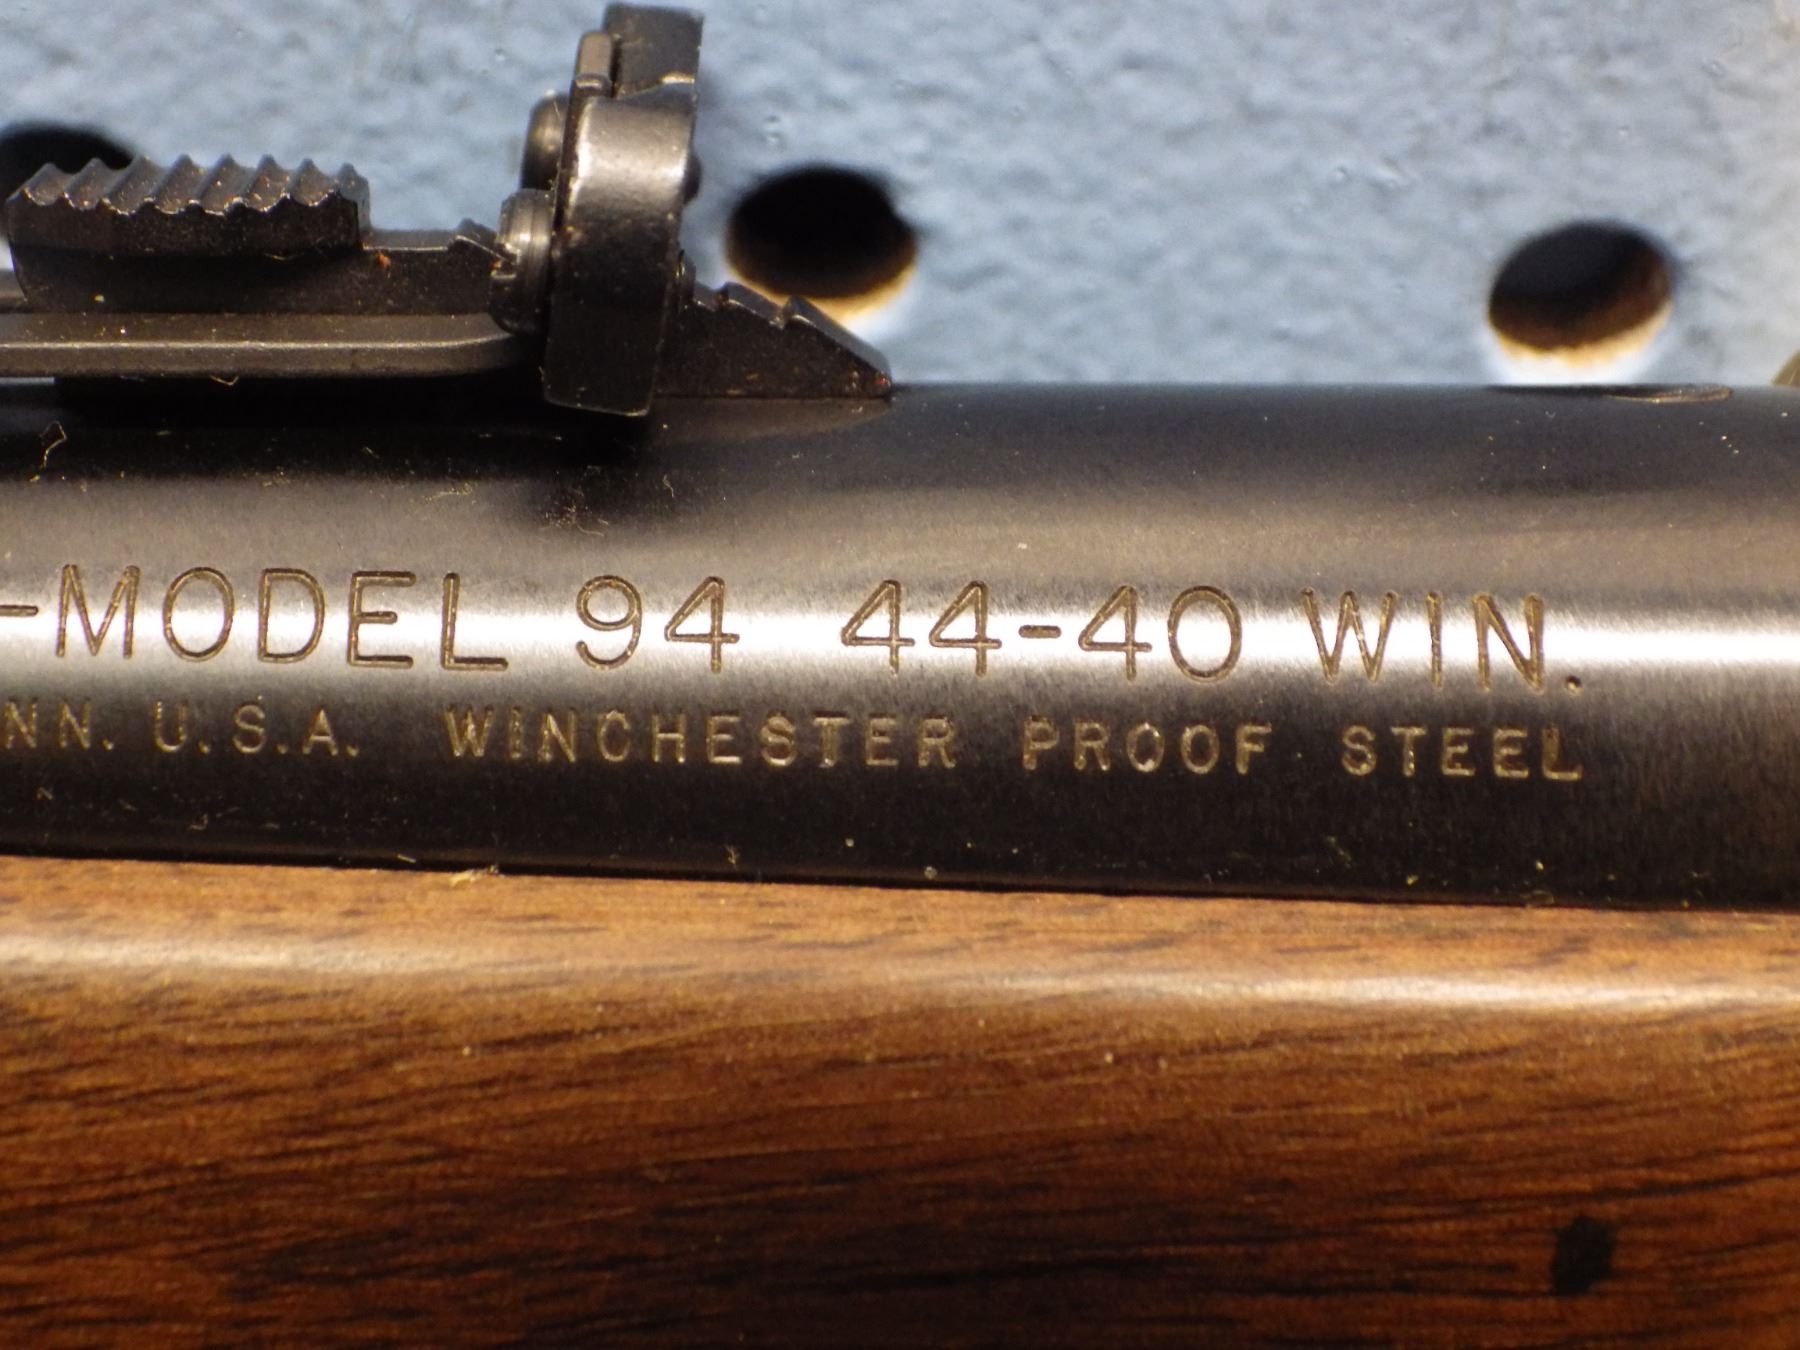 -MODEL 94 44-40 WIN.
NN. U.S.A. WINCHESTER PROOF STEEL